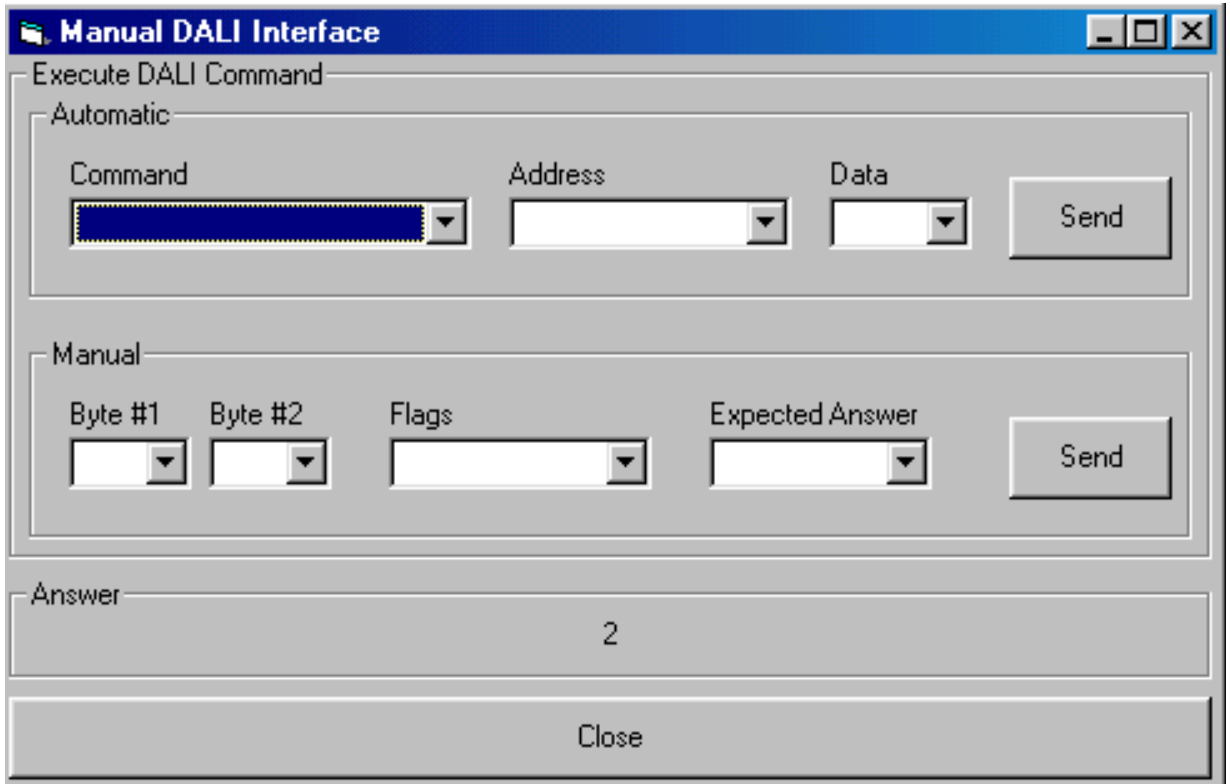 Manual DALI Interface
Execute DALI Command
Automatic
Command Address Data
Send
Manual
Byte #1 Byte #2 Flags Expected Answer
Send
Answer
2
Close